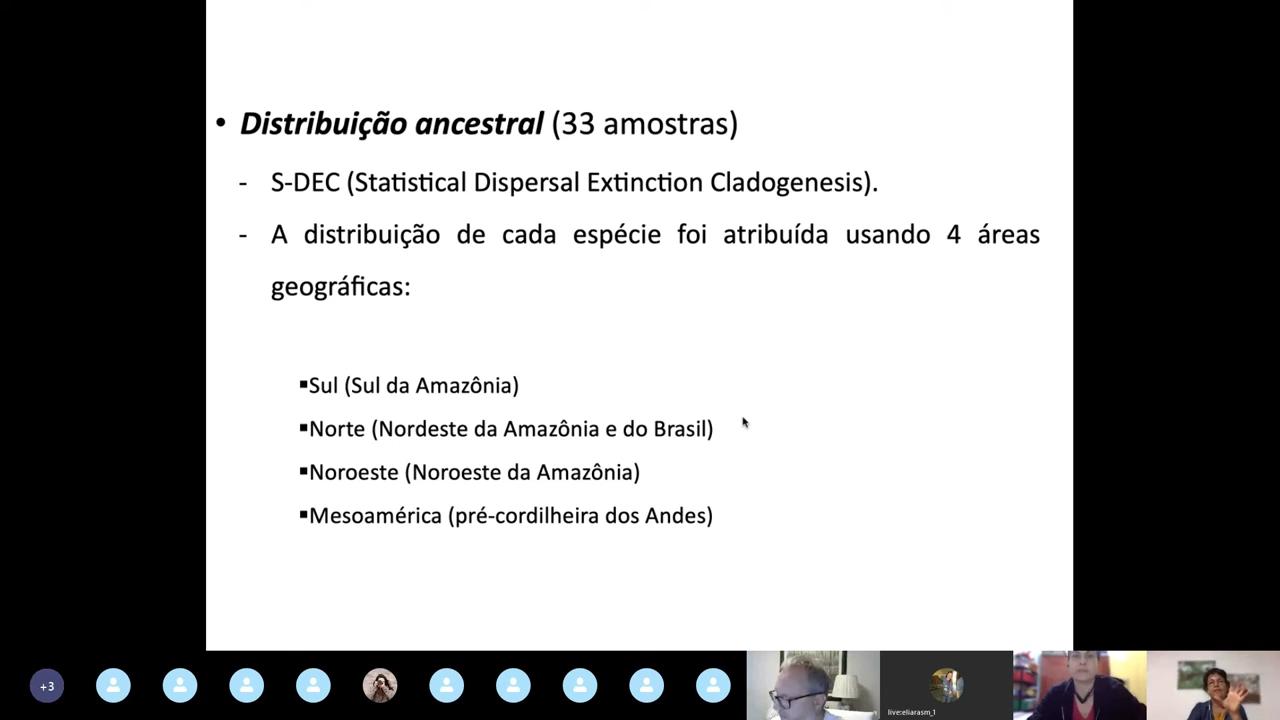 • Distribuição ancestral (33 amostras)
- S-DEC (Statistical Dispersal Extinction Cladogenesis).
- A distribuição de cada espécie foi atribuída usando 4 áreas
geográficas:
▪Sul (Sul da Amazônia)
▪Norte (Nordeste da Amazônia e do Brasil)
▪Noroeste (Noroeste da Amazônia)
▪Mesoamérica (pré-cordilheira dos Andes)
+3
live:eliarasm_1